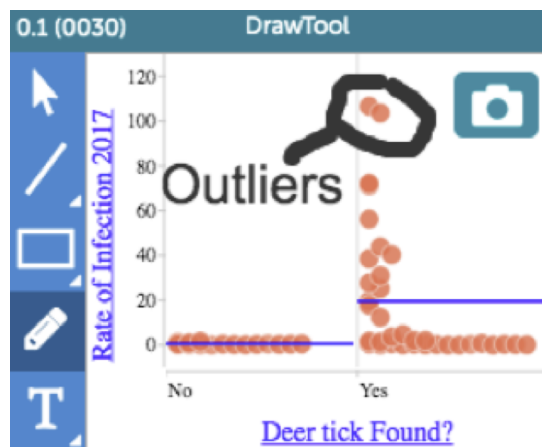 0.1 (0030) DrawTool
120
100
80
60
40
20
0
Rate of Infection 2017
Outliers
No Yes
Deer tick Found?
T